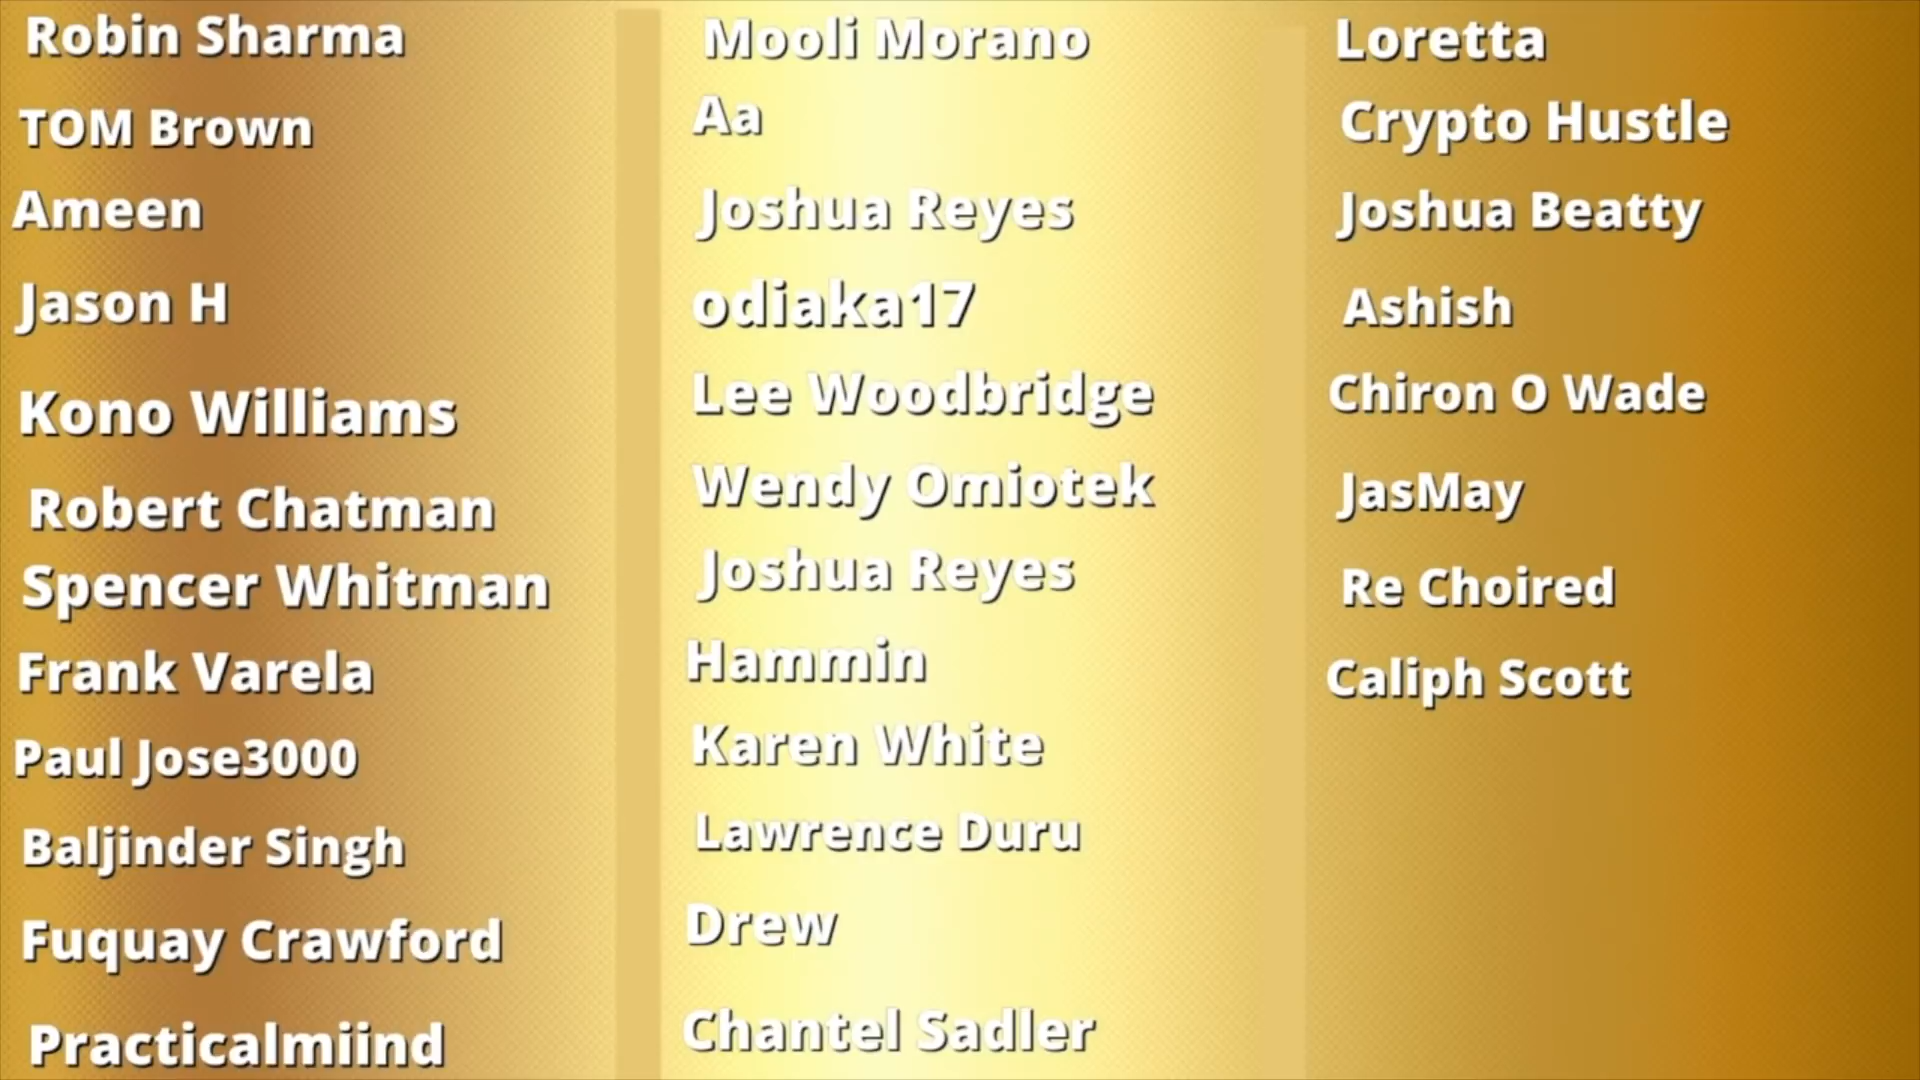 Robin Sharma
TOM Brown
Ameen
Jason H
Kono Williams
Robert Chatman
Spencer Whitman
Frank Varela
Paul Jose3000
Baljinder Singh
Fuquay Crawford
Practicalmiind
Mooli Morano
Aa
Joshua Reyes
odiaka17
Lee Woodbridge
Wendy Omiotek
Joshua Reyes
Hammin
Karen White
Lawrence Duru
Drew
Chantel Sadler
Loretta
Crypto Hustle
Joshua Beatty
Ashish
Chiron O Wade
JasMay
Re Choired
Caliph Scott